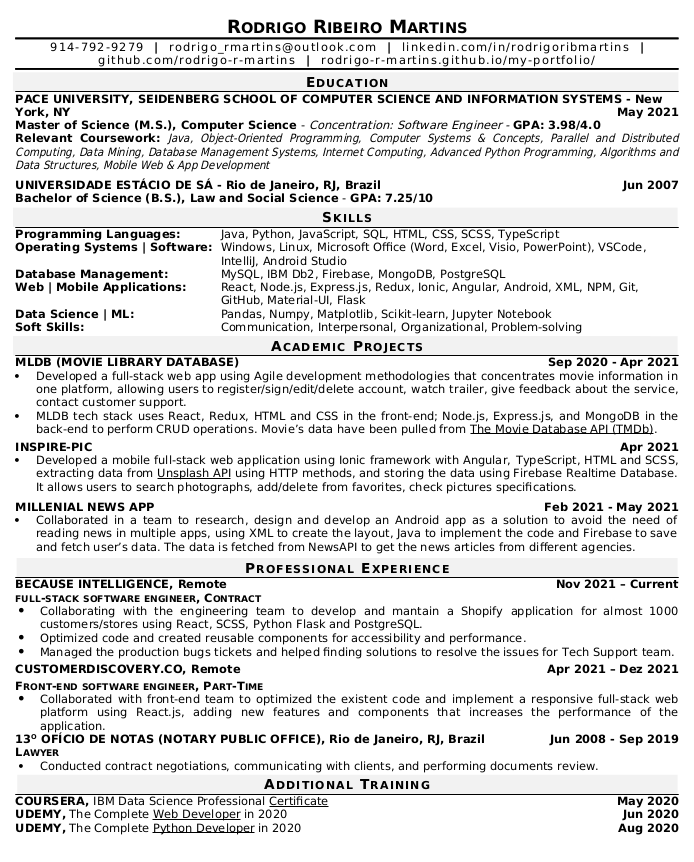 RODRIGO RIBEIRO MARTINS
914-792-9279 | rodrigo_rmartins@outlook.com | linkedin.com/in/rodrigoribmartins |
github.com/rodrigo-r-martins | rodrigo-r-martins.github.io/my-portfolio/
EDUCATION
PACE UNIVERSITY, SEIDENBERG SCHOOL OF COMPUTER SCIENCE AND INFORMATION SYSTEMS - New
York, NY May 2021
Master of Science (M.S.), Computer Science - Concentration: Software Engineer - GPA: 3.98/4.0
Relevant Coursework: Java, Object-Oriented Programming, Computer Systems & Concepts, Parallel and Distributed
Computing, Data Mining, Database Management Systems, Internet Computing, Advanced Python Programming, Algorithms and
Data Structures, Mobile Web & App Development
UNIVERSIDADE ESTÁCIO DE SÁ - Rio de Janeiro, RJ, Brazil Jun 2007
Bachelor of Science (B.S.), Law and Social Science - GPA: 7.25/10
SKILLS
Programming Languages: Java, Python, JavaScript, SQL, HTML, CSS, SCSS, TypeScript
Operating Systems | Software: Windows, Linux, Microsoft Office (Word, Excel, Visio, PowerPoint), VSCode,
IntelliJ, Android Studio
Database Management: MySQL, IBM Db2, Firebase, MongoDB, PostgreSQL
Web | Mobile Applications: React, Node.js, Express.js, Redux, Ionic, Angular, Android, XML, NPM, Git,
GitHub, Material-UI, Flask
Data Science | ML: Pandas, Numpy, Matplotlib, Scikit-learn, Jupyter Notebook
Soft Skills: Communication, Interpersonal, Organizational, Problem-solving
ACADEMIC PROJECTS
MLDB (MOVIE LIBRARY DATABASE) Sep 2020 - Apr 2021
• Developed a full-stack web app using Agile development methodologies that concentrates movie information in
one platform, allowing users to register/sign/edit/delete account, watch trailer, give feedback about the service,
contact customer support.
• MLDB tech stack uses React, Redux, HTML and CSS in the front-end; Node.js, Express.js, and MongoDB in the
back-end to perform CRUD operations. Movie's data have been pulled from The Movie Database API (TMDb).
INSPIRE-PIC Apr 2021
• Developed a mobile full-stack web application using Ionic framework with Angular, TypeScript, HTML and SCSS,
extracting data from Unsplash API using HTTP methods, and storing the data using Firebase Realtime Database.
It allows users to search photographs, add/delete from favorites, check pictures specifications.
MILLENIAL NEWS APP Feb 2021 - May 2021
• Collaborated in a team to research, design and develop an Android app as a solution to avoid the need of
reading news in multiple apps, using XML to create the layout, Java to implement the code and Firebase to save
and fetch user's data. The data is fetched from NewsAPI to get the news articles from different agencies.
PROFESSIONAL EXPERIENCE
BECAUSE INTELLIGENCE, Remote Nov 2021 – Current
FULL-STACK SOFTWARE ENGINEER, CONTRACT
• Collaborating with the engineering team to develop and mantain a Shopify application for almost 1000
customers/stores using React, SCSS, Python Flask and PostgreSQL.
• Optimized code and created reusable components for accessibility and performance.
• Managed the production bugs tickets and helped finding solutions to resolve the issues for Tech Support team.
CUSTOMERDISCOVERY.CO, Remote Apr 2021 – Dez 2021
FRONT-END SOFTWARE ENGINEER, PART-TIME
• Collaborated with front-end team to optimized the existent code and implement a responsive full-stack web
platform using React.js, adding new features and components that increases the performance of the
application.
13º OFÍCIO DE NOTAS (NOTARY PUBLIC OFFICE), Rio de Janeiro, RJ, Brazil Jun 2008 - Sep 2019
LAWYER
• Conducted contract negotiations, communicating with clients, and performing documents review.
ADDITIONAL TRAINING
COURSERA, IBM Data Science Professional Certificate May 2020
UDEMY, The Complete Web Developer in 2020 Jun 2020
UDEMY, The Complete Python Developer in 2020 Aug 2020